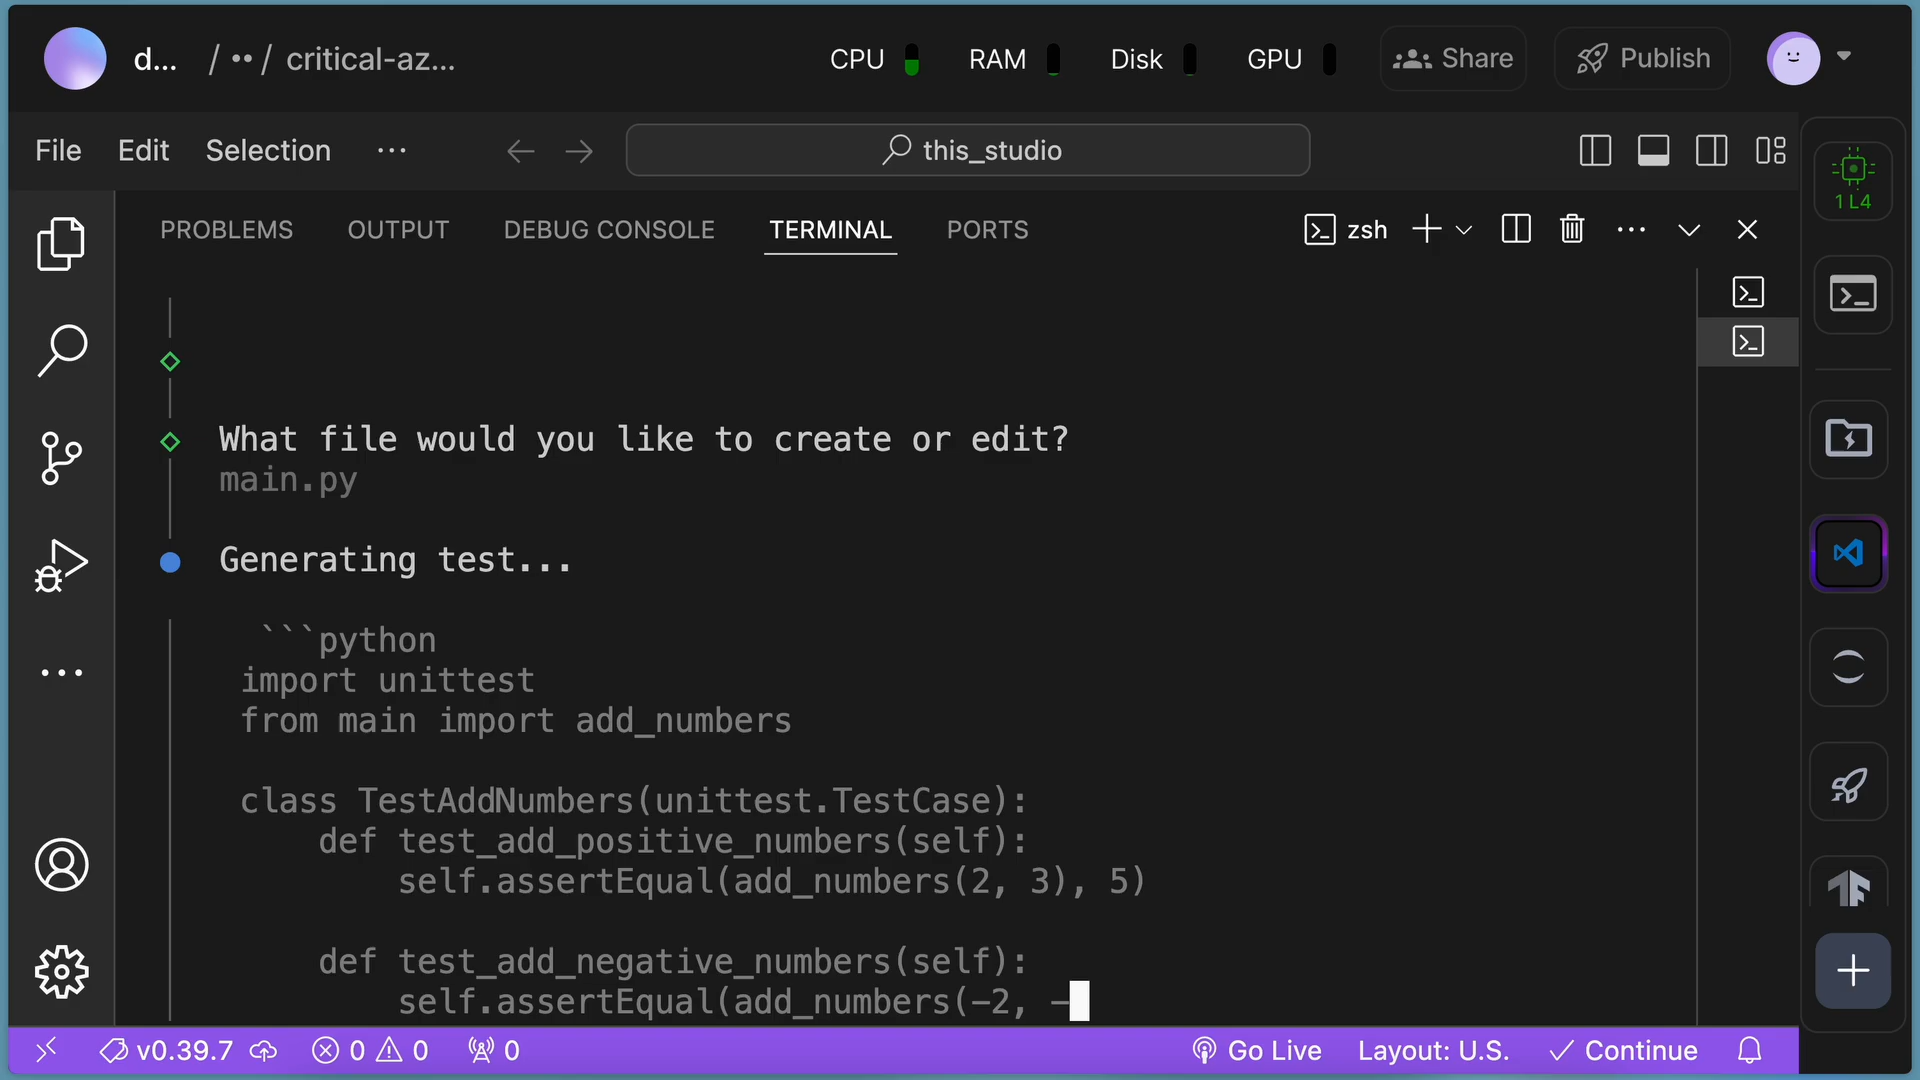 d... / •• / critical-az...
CPU RAM Disk GPU Share Publish
File Edit Selection ···
this_studio
1 L4
PROBLEMS OUTPUT DEBUG CONSOLE TERMINAL PORTS
zsh
What file would you like to create or edit?
main.py
Generating test...
```python
import unittest
from main import add_numbers
class TestAddNumbers(unittest.TestCase):
def test_add_positive_numbers(self):
self.assertEqual(add_numbers(2, 3), 5)
def test_add_negative_numbers(self):
self.assertEqual(add_numbers(-2, -
v0.39.7 0 0 0 Go Live Layout: U.S. Continue